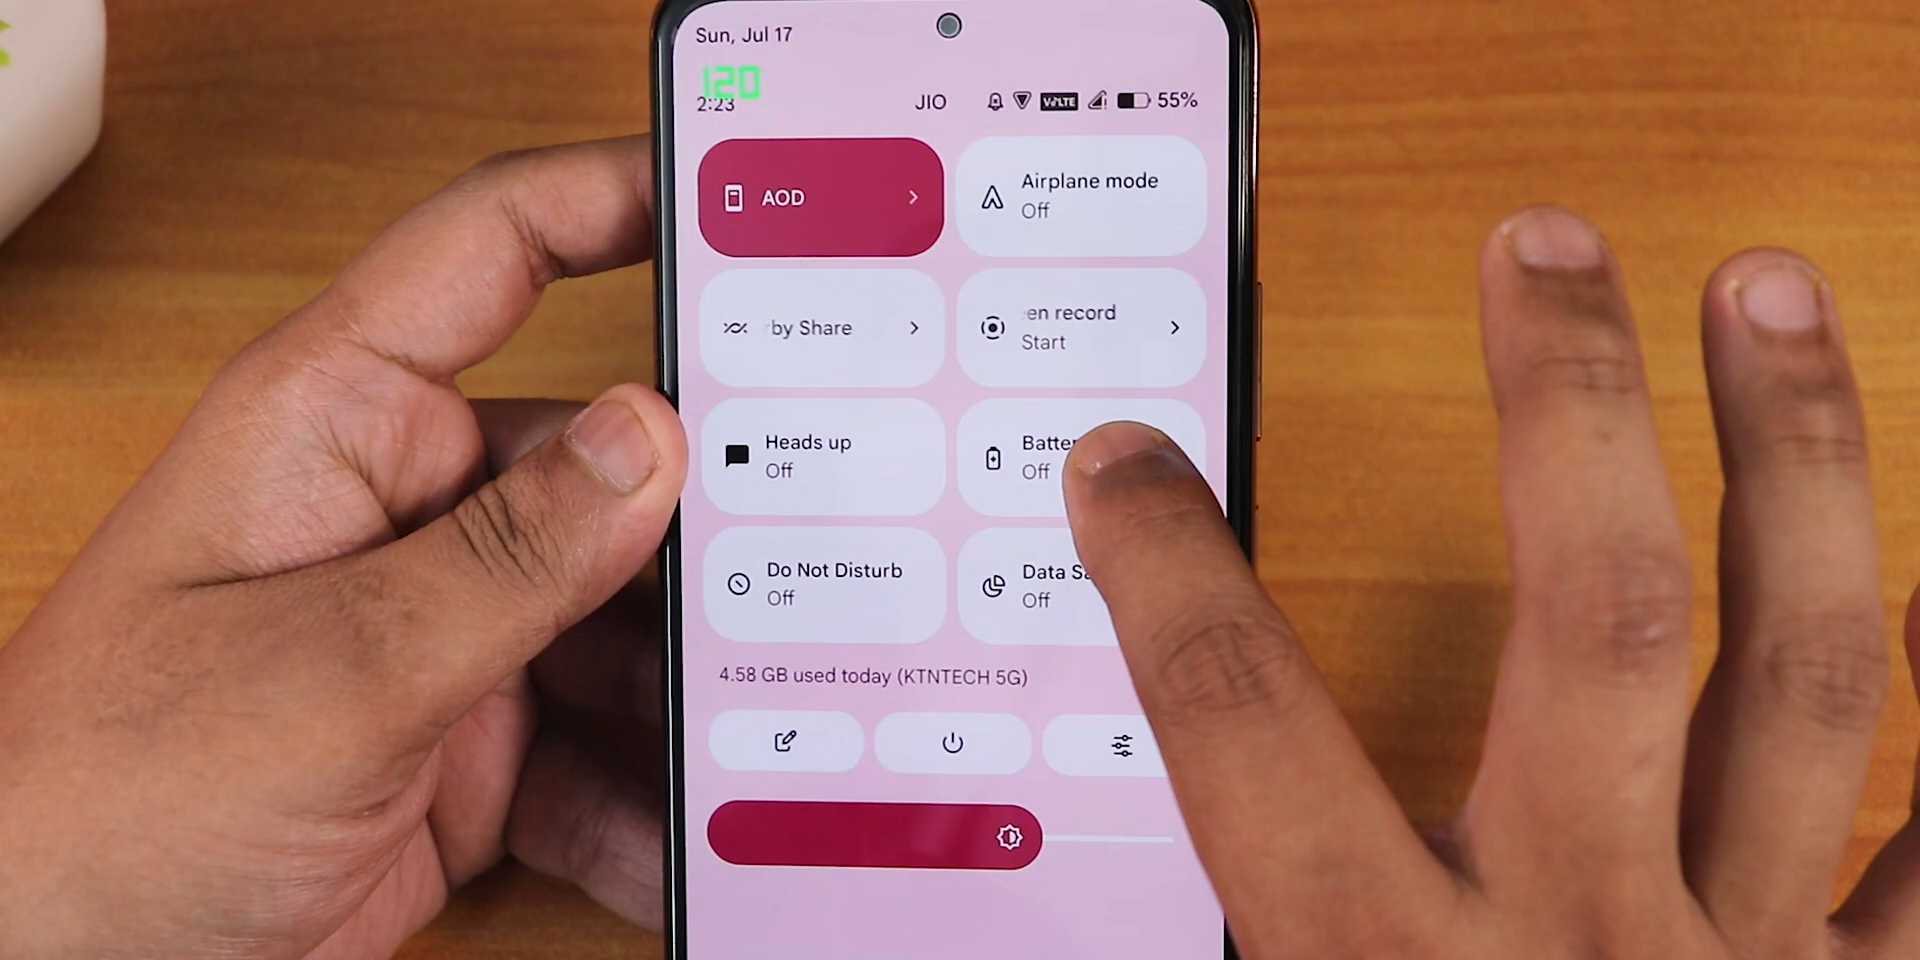 Sun, Jul 17
120
2:23
JIO
VoLTE
55%
AOD
Airplane mode
Off
by Share
en record
Start
Heads up
Off
Batte
Off
Do Not Disturb
Off
Data S
Off
4.58 GB used today (KTNTECH 5G)